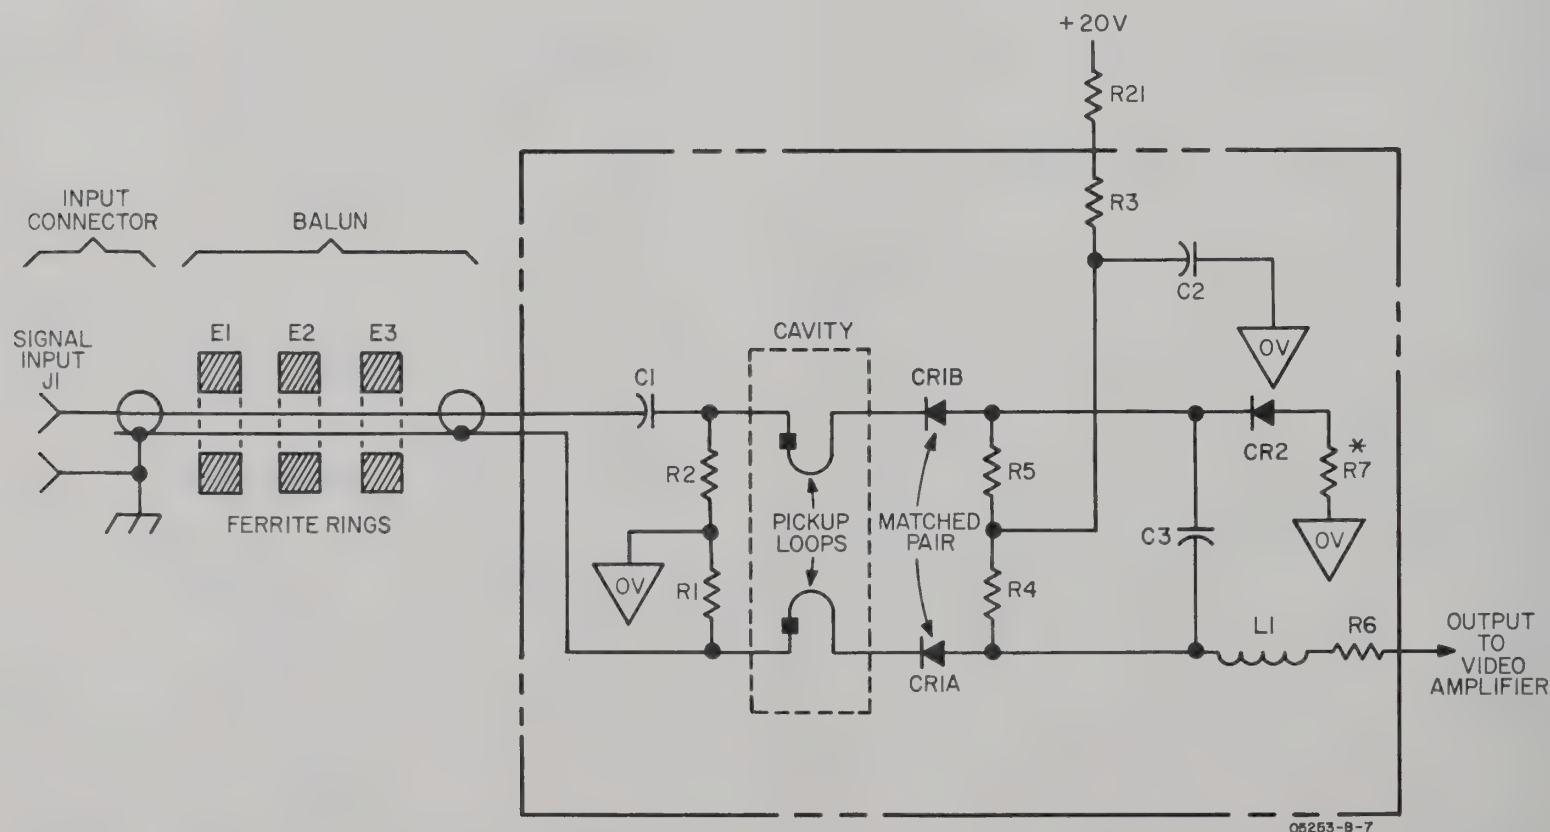 +20V
R21
R3
C2
0V
INPUT
CONNECTOR
BALUN
SIGNAL
INPUT
J1
E1
E2
E3
FERRITE RINGS
C1
CAVITY
CR1B
CR2
*
R7
0V
R2
R5
C3
PICKUP
LOOPS
MATCHED
PAIR
0V
R1
R4
CR1A
L1
R6
OUTPUT
TO
VIDEO
AMPLIFIER
05253-B-7